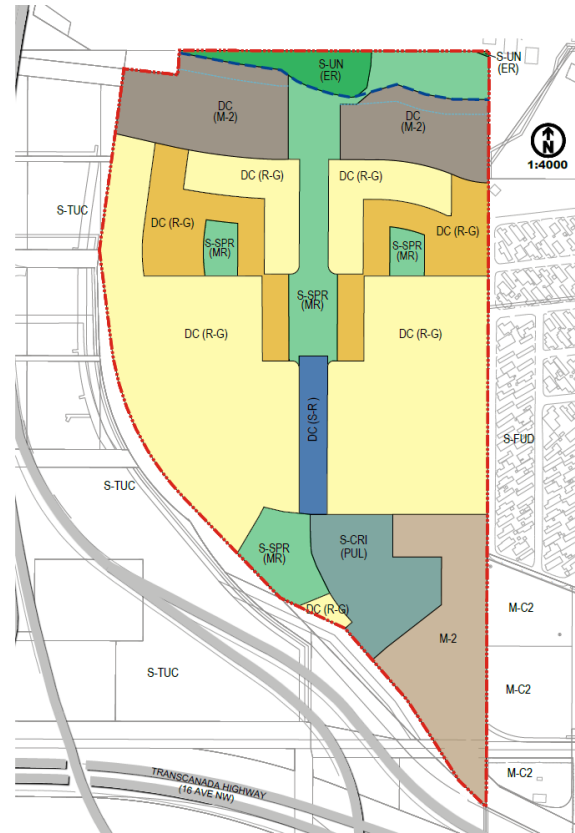 S-UN
(ER)
S-UN
(ER)
DC
(M-2)
DC
(M-2)
N
1:4000
DC (R-G)
DC (R-G)
S-TUC
DC (R-G)
DC (R-G)
S-SPR
(MR)
S-SPR
(MR)
S-SPR
(MR)
DC (R-G)
DC (R-G)
DC (S-R )
S-FUD
S-TUC
S-CRI
(PUL)
S-SPR
(MR)
DC (R-G)
M-C2
M-2
S-TUC
M-C2
M-C2
TRANSCANADA HIGHWAY
(16 AVE NW)